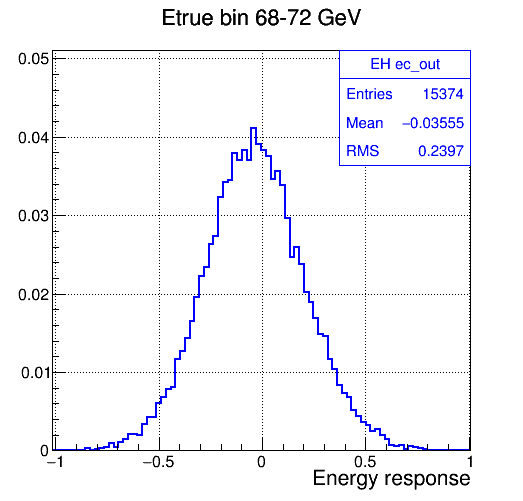 Etrue bin 68-72 GeV
EH ec_out
Entries 15374
Mean −0.03555
RMS 0.2397
0.05
0.04
0.03
0.02
0.01
0
−1 −0.5 0 0.5 1
Energy response